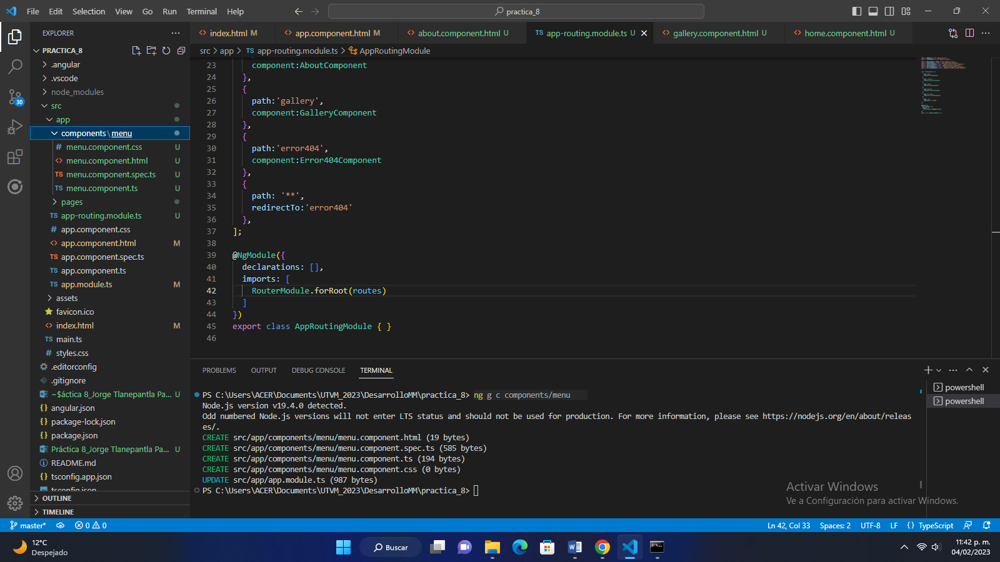 File Edit Selection View Go Run Terminal Help
practica_8
EXPLORER
PRACTICA_8
.angular
.vscode
node_modules
src
app
components\menu
menu.component.css U
menu.component.html U
menu.component.spec.ts U
menu.component.ts U
pages
app-routing.module.ts U
app.component.css
app.component.html M
app.component.spec.ts
app.component.ts
app.module.ts M
assets
favicon.ico
index.html M
main.ts
styles.css
.editorconfig
.gitignore
~$áctica 8_Jorge Tlanepantla Pa... U
angular.json
package-lock.json
package.json
Práctica 8_Jorge Tlanepantla Pa... U
README.md
tsconfig.app.json
tsconfig.json
OUTLINE
TIMELINE
30
index.html M app.component.html M about.component.html U TS app-routing.module.ts U gallery.component.html U home.component.html U
src > app > TS app-routing.module.ts > AppRoutingModule
23 component:AboutComponent
24 },
25 {
26 path:'gallery',
27 component:GalleryComponent
28 },
29 {
30 path:'error404',
31 component:Error404Component
32 },
33 {
34 path: '**',
35 redirectTo:'error404'
36 },
37 ];
38
39 @NgModule({
40 declarations: [],
41 imports: [
42 RouterModule.forRoot(routes)
43 ]
44 })
45 export class AppRoutingModule { }
46
PROBLEMS OUTPUT DEBUG CONSOLE TERMINAL
PS C:\Users\ACER\Documents\UTVM_2023\DesarrolloMM\practica_8> ng g c components/menu
Node.js version v19.4.0 detected.
Odd numbered Node.js versions will not enter LTS status and should not be used for production. For more information, please see https://nodejs.org/en/about/releas
es/.
CREATE src/app/components/menu/menu.component.html (19 bytes)
CREATE src/app/components/menu/menu.component.spec.ts (585 bytes)
CREATE src/app/components/menu/menu.component.ts (194 bytes)
CREATE src/app/components/menu/menu.component.css (0 bytes)
UPDATE src/app/app.module.ts (987 bytes)
PS C:\Users\ACER\Documents\UTVM_2023\DesarrolloMM\practica_8>
powershell
powershell
Activar Windows
Ve a Configuración para activar Windows.
master* 0 0 Ln 42, Col 33 Spaces: 2 UTF-8 LF {} TypeScript
12°C
Despejado
Buscar
11:42 p. m.
04/02/2023